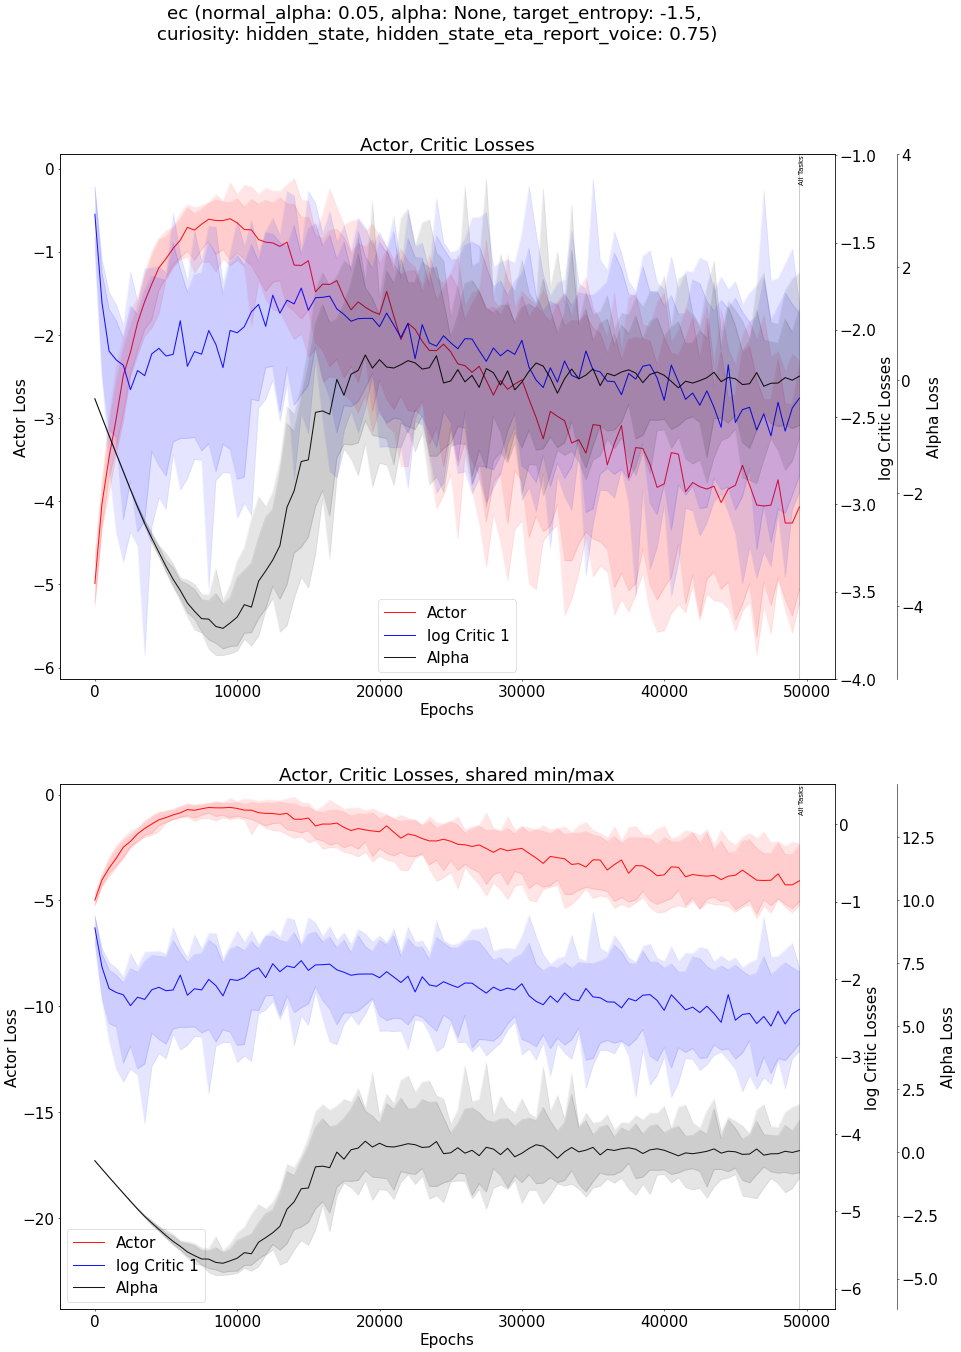 ec (normal_alpha: 0.05, alpha: None, target_entropy: -1.5,
curiosity: hidden_state, hidden_state_eta_report_voice: 0.75)
Actor, Critic Losses
0
−1
−2
−3
−4
−5
−6
Actor Loss
0 10000 20000 30000 40000 50000
Epochs
−1.0
−1.5
−2.0
−2.5
−3.0
−3.5
−4.0
log Critic Losses
4
2
0
−2
−4
Alpha Loss
All Tasks
Actor
log Critic 1
Alpha
Actor, Critic Losses, shared min/max
0
−5
−10
−15
−20
Actor Loss
0 10000 20000 30000 40000 50000
Epochs
0
−1
−2
−3
−4
−5
−6
log Critic Losses
12.5
10.0
7.5
5.0
2.5
0.0
−2.5
−5.0
Alpha Loss
All Tasks
Actor
log Critic 1
Alpha